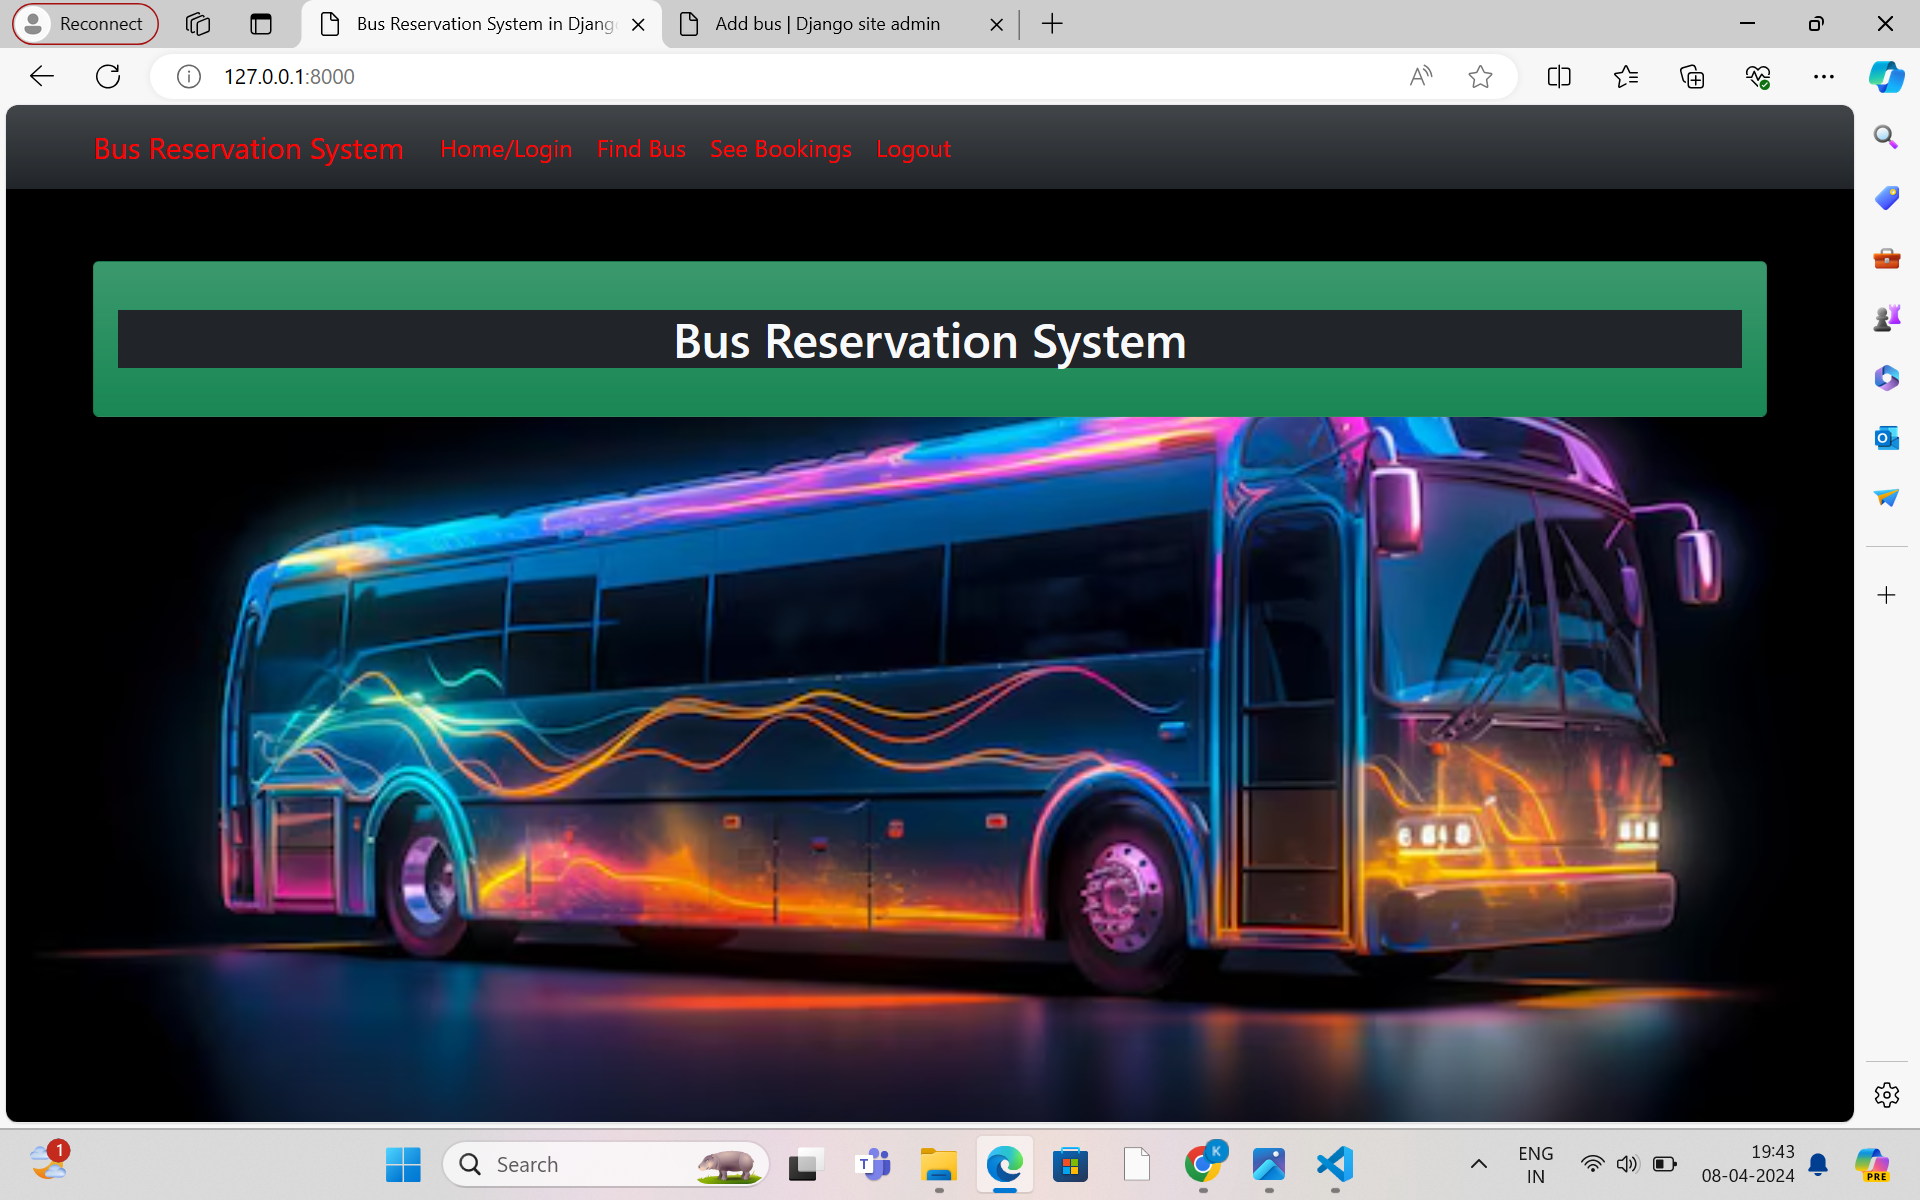 Reconnect
Bus Reservation System in Djang
Add bus | Django site admin
127.0.0.1:8000
Bus Reservation System
Home/Login
Find Bus
See Bookings
Logout
Bus Reservation System
1
Search
T
K
ENG
IN
19:43
08-04-2024
PRE